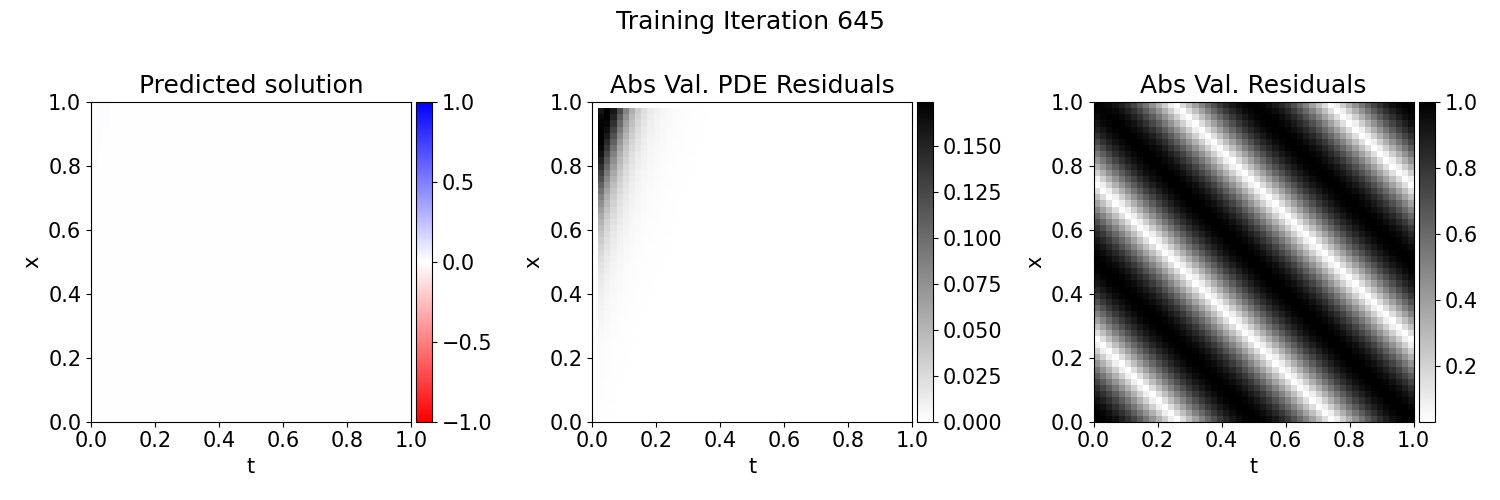 Training Iteration 645
Predicted solution
1.0
0.8
0.6
0.4
0.2
0.0
x
0.0 0.2 0.4 0.6 0.8 1.0
t
1.0
0.5
0.0
−0.5
−1.0
Abs Val. PDE Residuals
1.0
0.8
0.6
0.4
0.2
0.0
x
0.0 0.2 0.4 0.6 0.8 1.0
t
0.150
0.125
0.100
0.075
0.050
0.025
0.000
Abs Val. Residuals
1.0
0.8
0.6
0.4
0.2
0.0
x
0.0 0.2 0.4 0.6 0.8 1.0
t
1.0
0.8
0.6
0.4
0.2